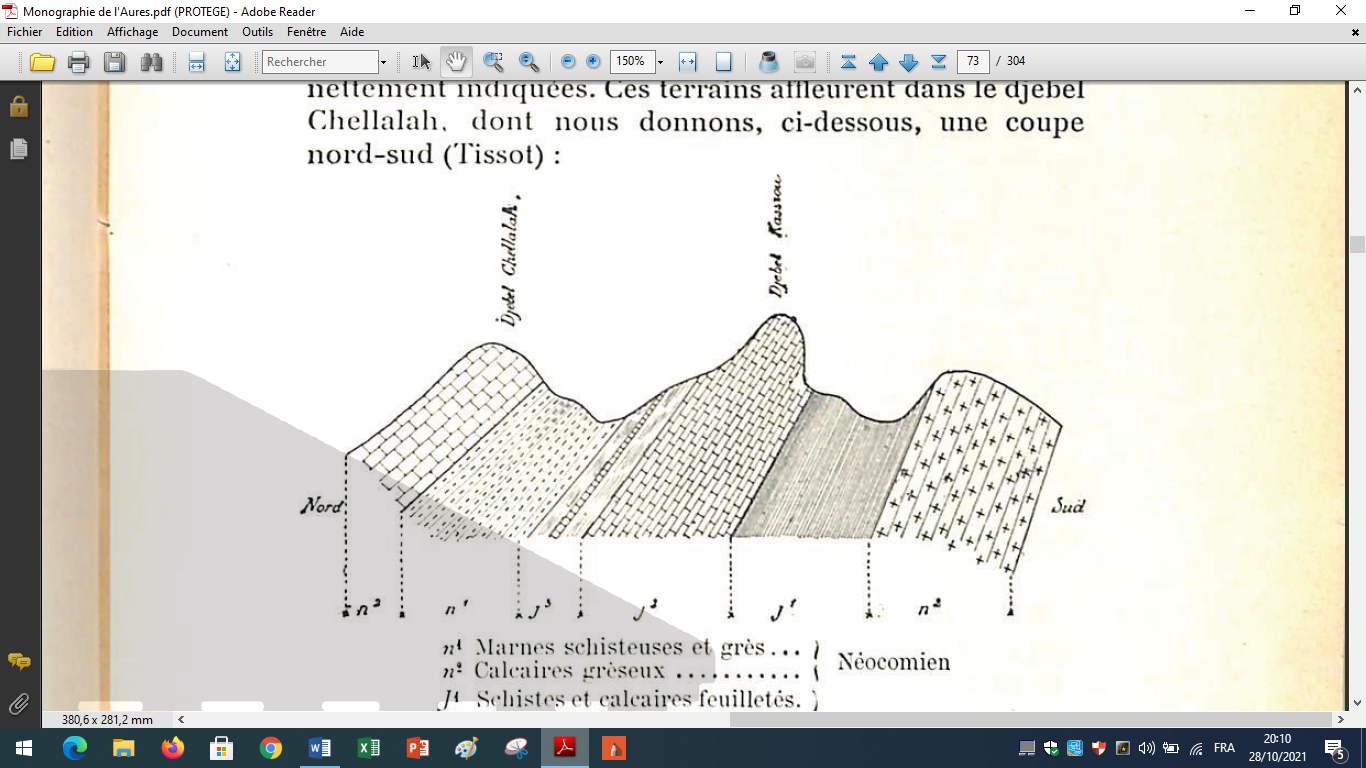 Monographie de l'Aures.pdf (PROTEGE) - Adobe Reader
Fichier Edition Affichage Document Outils Fenêtre Aide
Rechercher 150% 73 / 304
nettement indiquées. Ces terrains affleurent dans le djebel
Chellalah, dont nous donnons, ci-dessous, une coupe
nord-sud (Tissot) :
Djebel Chellalah.
Djebel Kassrou
Nord
Sud
n² n¹ J³ J² J¹ n²
n¹ Marnes schisteuses et grès ... )
n² Calcaires grèseux ........... (
Néocomien
J¹ Schistes et calcaires feuilletés. )
380,6 x 281,2 mm
FRA
20:10
28/10/2021
5